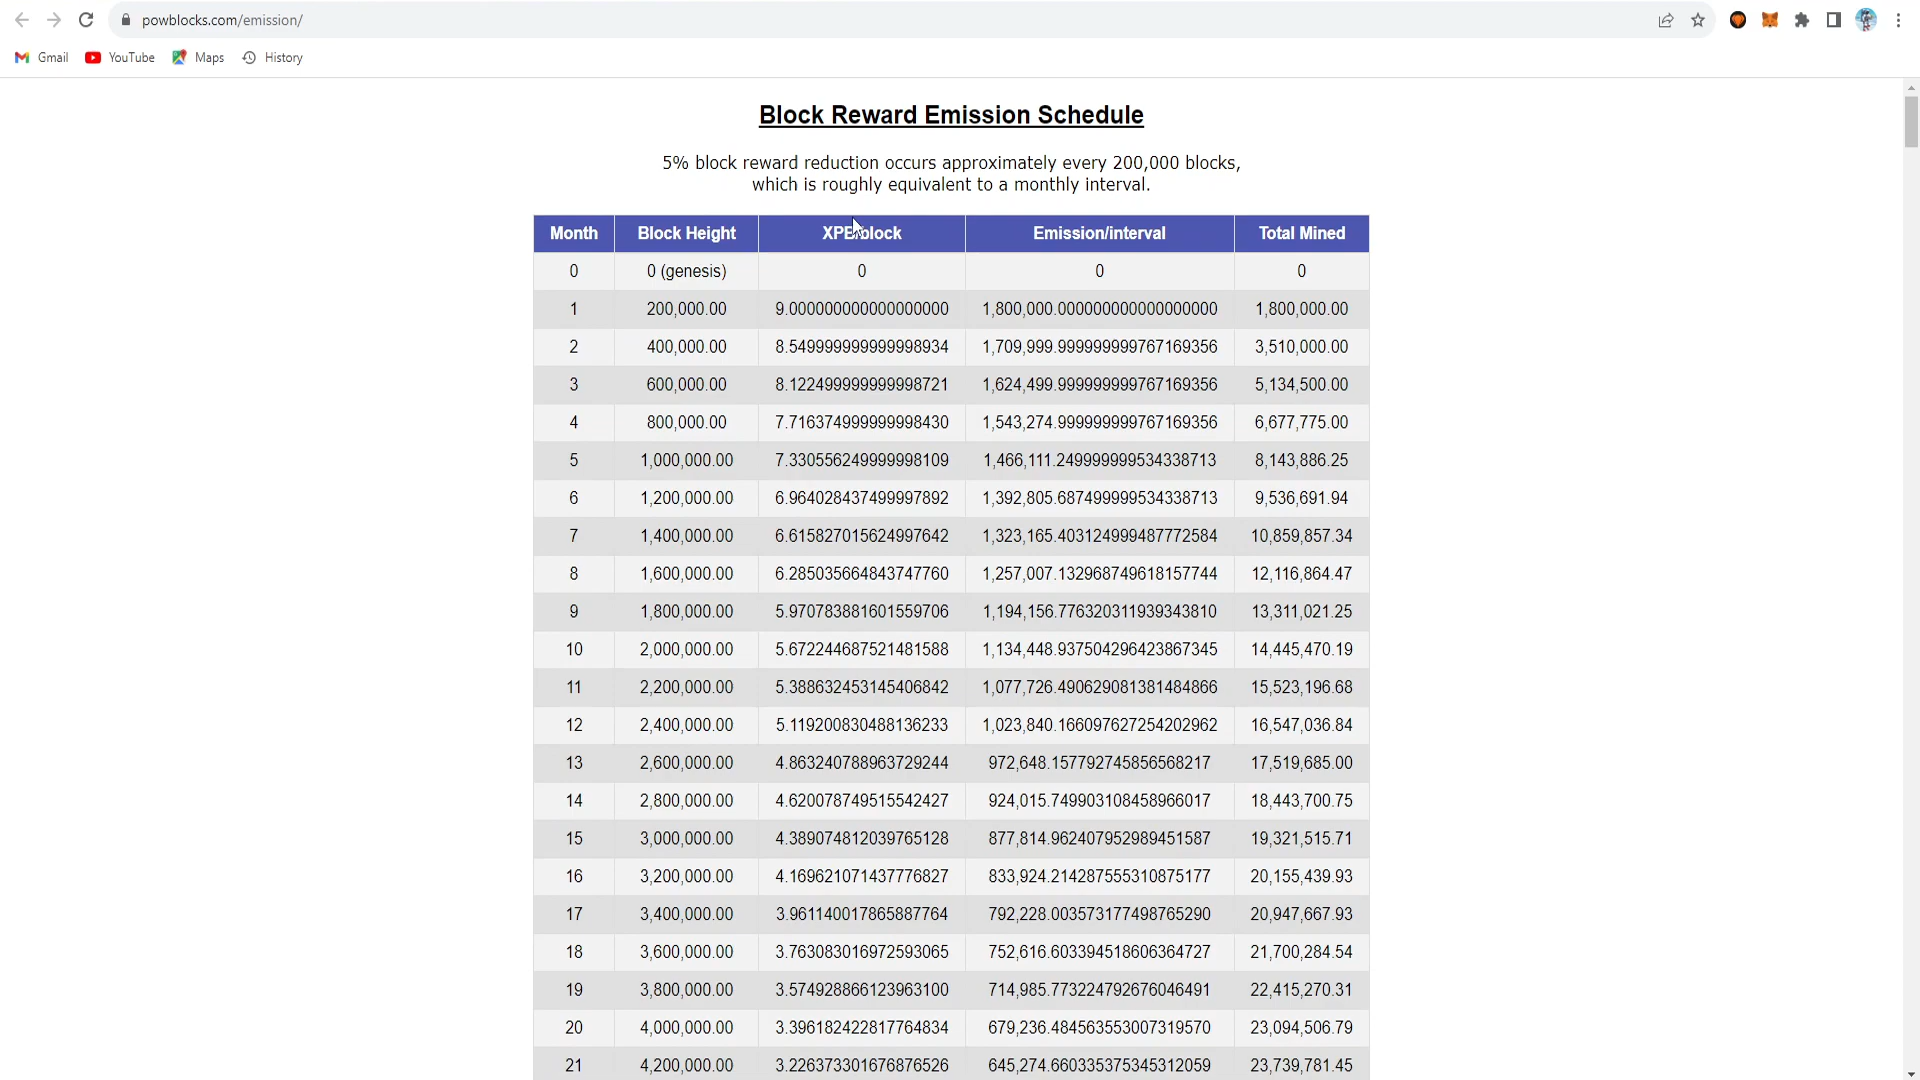 powblocks.com/emission/
Gmail YouTube Maps History
Block Reward Emission Schedule
5% block reward reduction occurs approximately every 200,000 blocks,
which is roughly equivalent to a monthly interval.
Month Block Height Emission/interval Total Mined
0 0 (genesis) 0 0 0
1 200,000.00 9.000000000000000000 1,800,000.000000000000000000 1,800,000.00
2 400,000.00 8.549999999999998934 1,709,999.999999999767169356 3,510,000.00
3 600,000.00 8.122499999999998721 1,624,499.999999999767169356 5,134,500.00
4 800,000.00 7.716374999999998430 1,543,274.999999999767169356 6,677,775.00
5 1,000,000.00 7.330556249999998109 1,466,111.249999999534338713 8,143,886.25
6 1,200,000.00 6.964028437499997892 1,392,805.687499999534338713 9,536,691.94
7 1,400,000.00 6.615827015624997642 1,323,165.403124999487772584 10,859,857.34
8 1,600,000.00 6.285035664843747760 1,257,007.132968749618157744 12,116,864.47
9 1,800,000.00 5.970783881601559706 1,194,156.776320311939343810 13,311,021.25
10 2,000,000.00 5.672244687521481588 1,134,448.937504296423867345 14,445,470.19
11 2,200,000.00 5.388632453145406842 1,077,726.490629081381484866 15,523,196.68
12 2,400,000.00 5.119200830488136233 1,023,840.166097627254202962 16,547,036.84
13 2,600,000.00 4.863240788963729244 972,648.157792745856568217 17,519,685.00
14 2,800,000.00 4.620078749515542427 924,015.749903108458966017 18,443,700.75
15 3,000,000.00 4.389074812039765128 877,814.962407952989451587 19,321,515.71
16 3,200,000.00 4.169621071437776827 833,924.214287555310875177 20,155,439.93
17 3,400,000.00 3.961140017865887764 792,228.003573177498765290 20,947,667.93
18 3,600,000.00 3.763083016972593065 752,616.603394518606364727 21,700,284.54
19 3,800,000.00 3.574928866123963100 714,985.773224792676046491 22,415,270.31
20 4,000,000.00 3.396182422817764834 679,236.484563553007319570 23,094,506.79
21 4,200,000.00 3.226373301676876526 645,274.660335375345312059 23,739,781.45